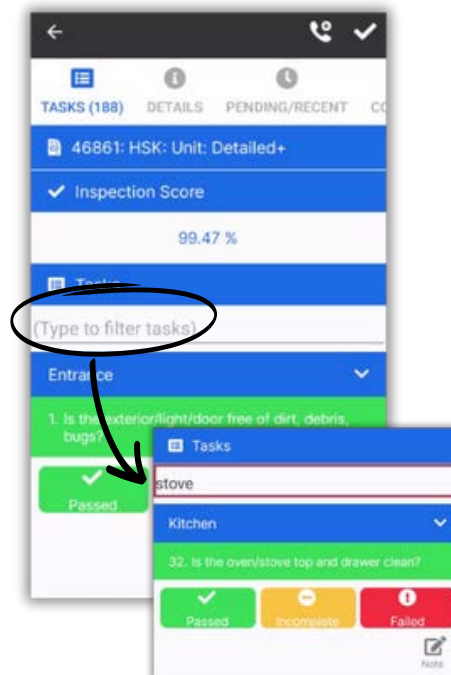 TASKS (188) DETAILS PENDING/RECENT CO
46861: HSK: Unit: Detailed+
Inspection Score
99.47 %
Tasks
(Type to filter tasks)
Entrance
1. Is the exterior/light/door free of dirt, debris,
bugs?
Passed
Tasks
stove
Kitchen
32. Is the oven/stove top and drawer clean?
Passed Incomplete Failed
Note